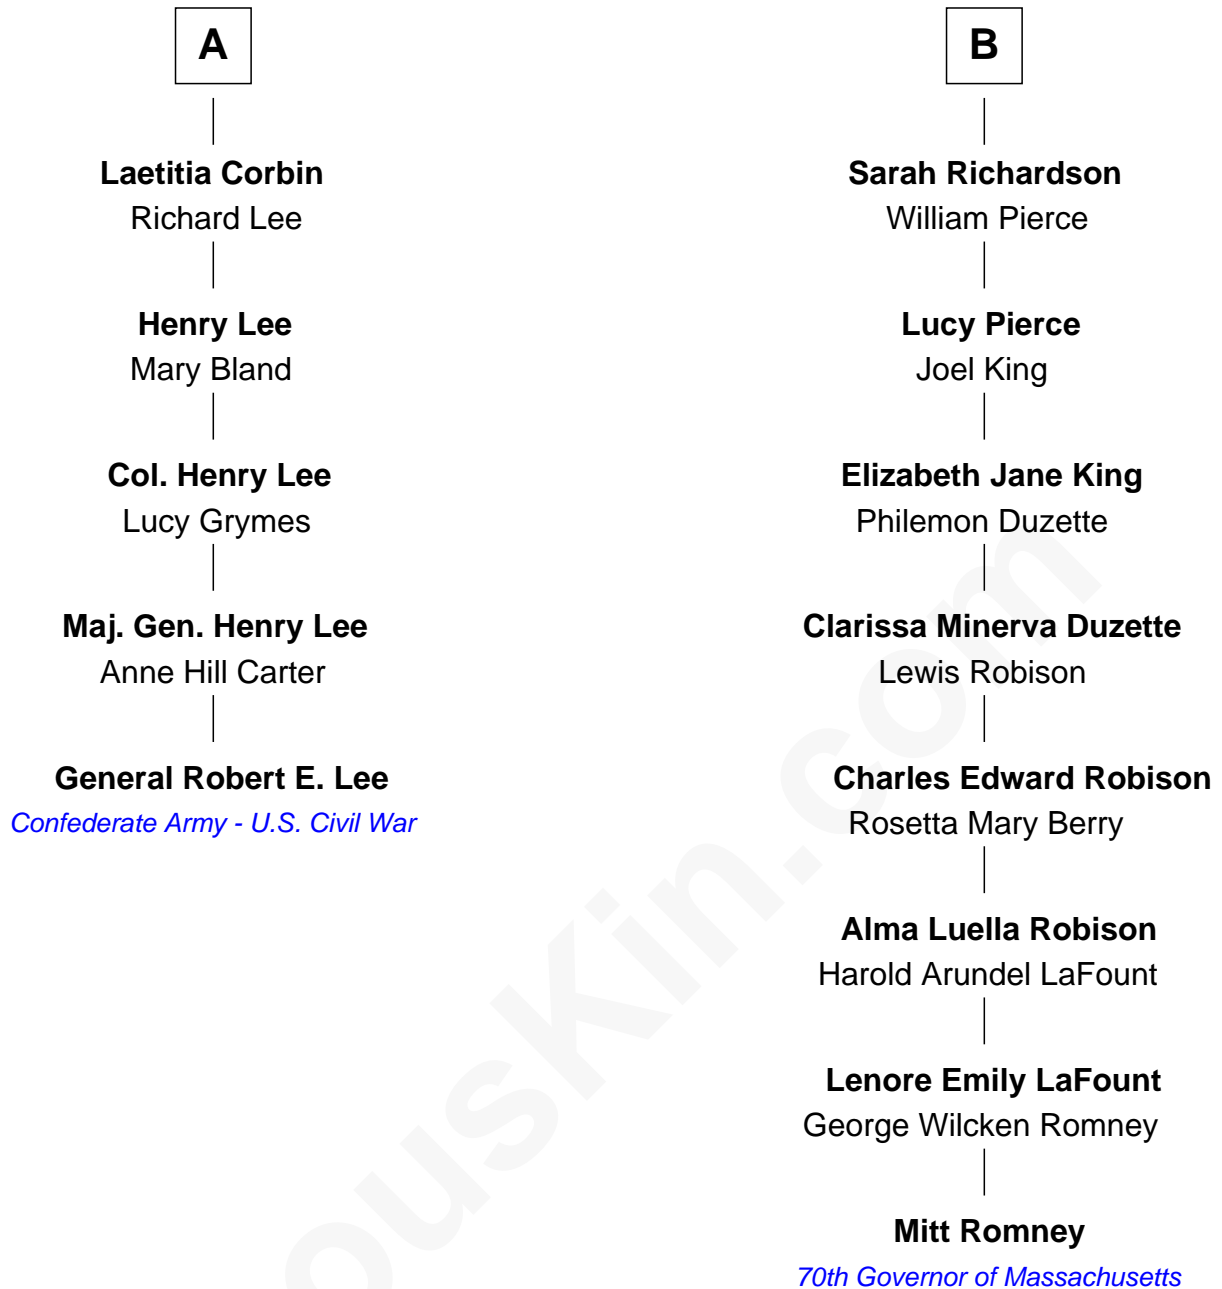 A
Laetitia Corbin
Richard Lee
Henry Lee
Mary Bland
Col. Henry Lee
Lucy Grymes
Maj. Gen. Henry Lee
Anne Hill Carter
General Robert E. Lee
Confederate Army - U.S. Civil War
B
Sarah Richardson
William Pierce
Lucy Pierce
Joel King
Elizabeth Jane King
Philemon Duzette
Clarissa Minerva Duzette
Lewis Robison
Charles Edward Robison
Rosetta Mary Berry
Alma Luella Robison
Harold Arundel LaFount
Lenore Emily LaFount
George Wilcken Romney
Mitt Romney
70th Governor of Massachusetts
ousKin.com